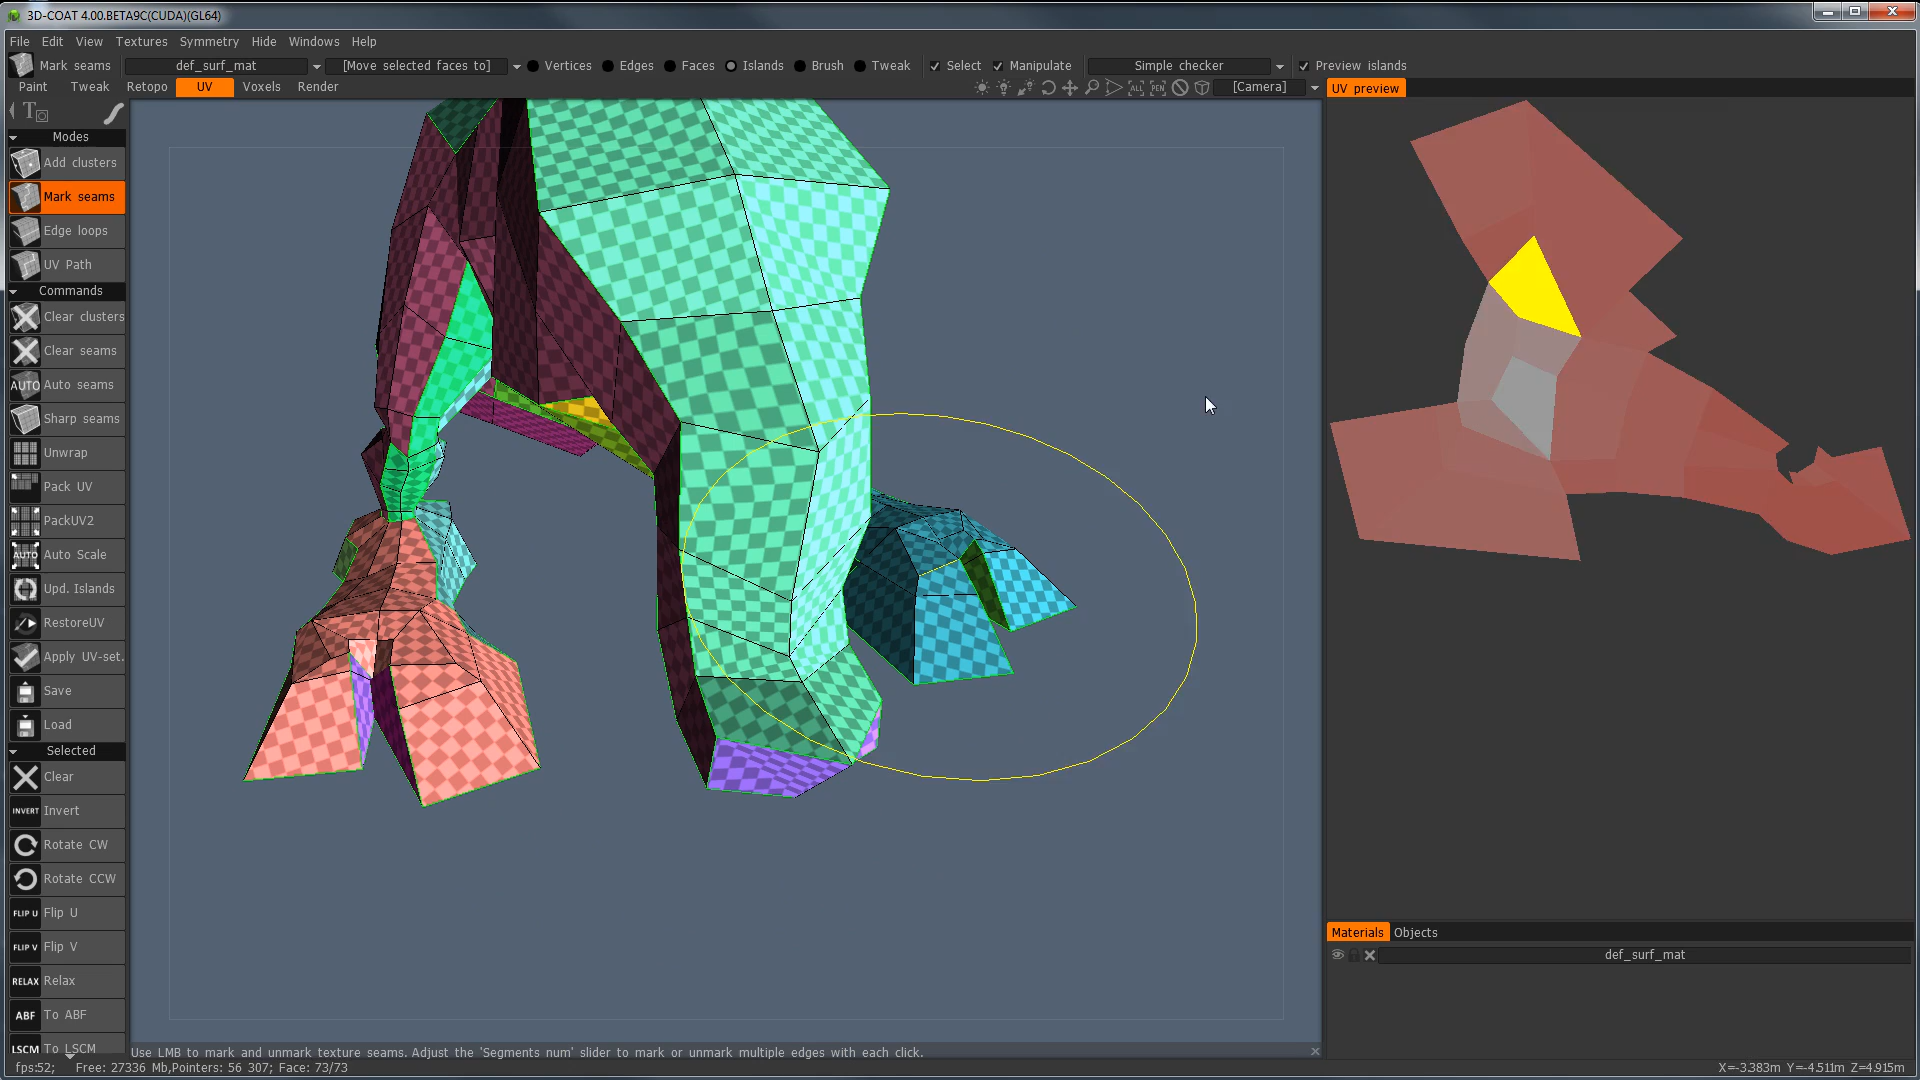 3D-COAT 4.00.BETA9C(CUDA)(GL64)
File Edit View Textures Symmetry Hide Windows Help
Mark seams def_surf_mat [Move selected faces to] Vertices Edges Faces Islands Brush Tweak Select Manipulate Simple checker Preview islands
Paint Tweak Retopo UV Voxels Render ALL PEN [Camera] UV preview
Modes
Add clusters
Mark seams
Edge loops
UV Path
Commands
Clear clusters
Clear seams
AUTO Auto seams
Sharp seams
Unwrap
Pack UV
PackUV2
AUTO Auto Scale
Upd. Islands
RestoreUV
Apply UV-set.
Save
Load
Selected
Clear
INVERT Invert
Rotate CW
Rotate CCW
FLIP U Flip U
FLIP V Flip V
RELAX Relax
ABF To ABF
LSCM To LSCM
Materials Objects
def_surf_mat
Use LMB to mark and unmark texture seams. Adjust the 'Segments num' slider to mark or unmark multiple edges with each click.
fps:52; Free: 27336 Mb,Pointers: 56 307; Face: 73/73 X=-3.383m Y=-4.511m Z=4.915m